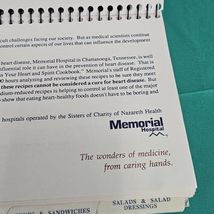 cult challenges facing our society. But as medical scientists continue
control certain aspects of our lives that can influence the development
heart disease, Memorial Hospital in Chattanooga, Tennessee, is well
influential role it can have in the prevention of heart disease. That is
n Your Heart and Spirit Cookbook." Memorial's staff of Registered
00 hours analyzing and reviewing these recipes to be sure they meet
these recipes cannot be considered a cure for heart disease.
dium-reduced recipes is helping to control at least one of the major
o show that eating heart-healthy foods doesn't have to be boring and
hospitals operated by the Sisters of Charity of Nazareth Health
Memorial
Hospital
The wonders of medicine,
from caring hands.
SALADS & SALAD
DRESSINGS
& SANDWICHES